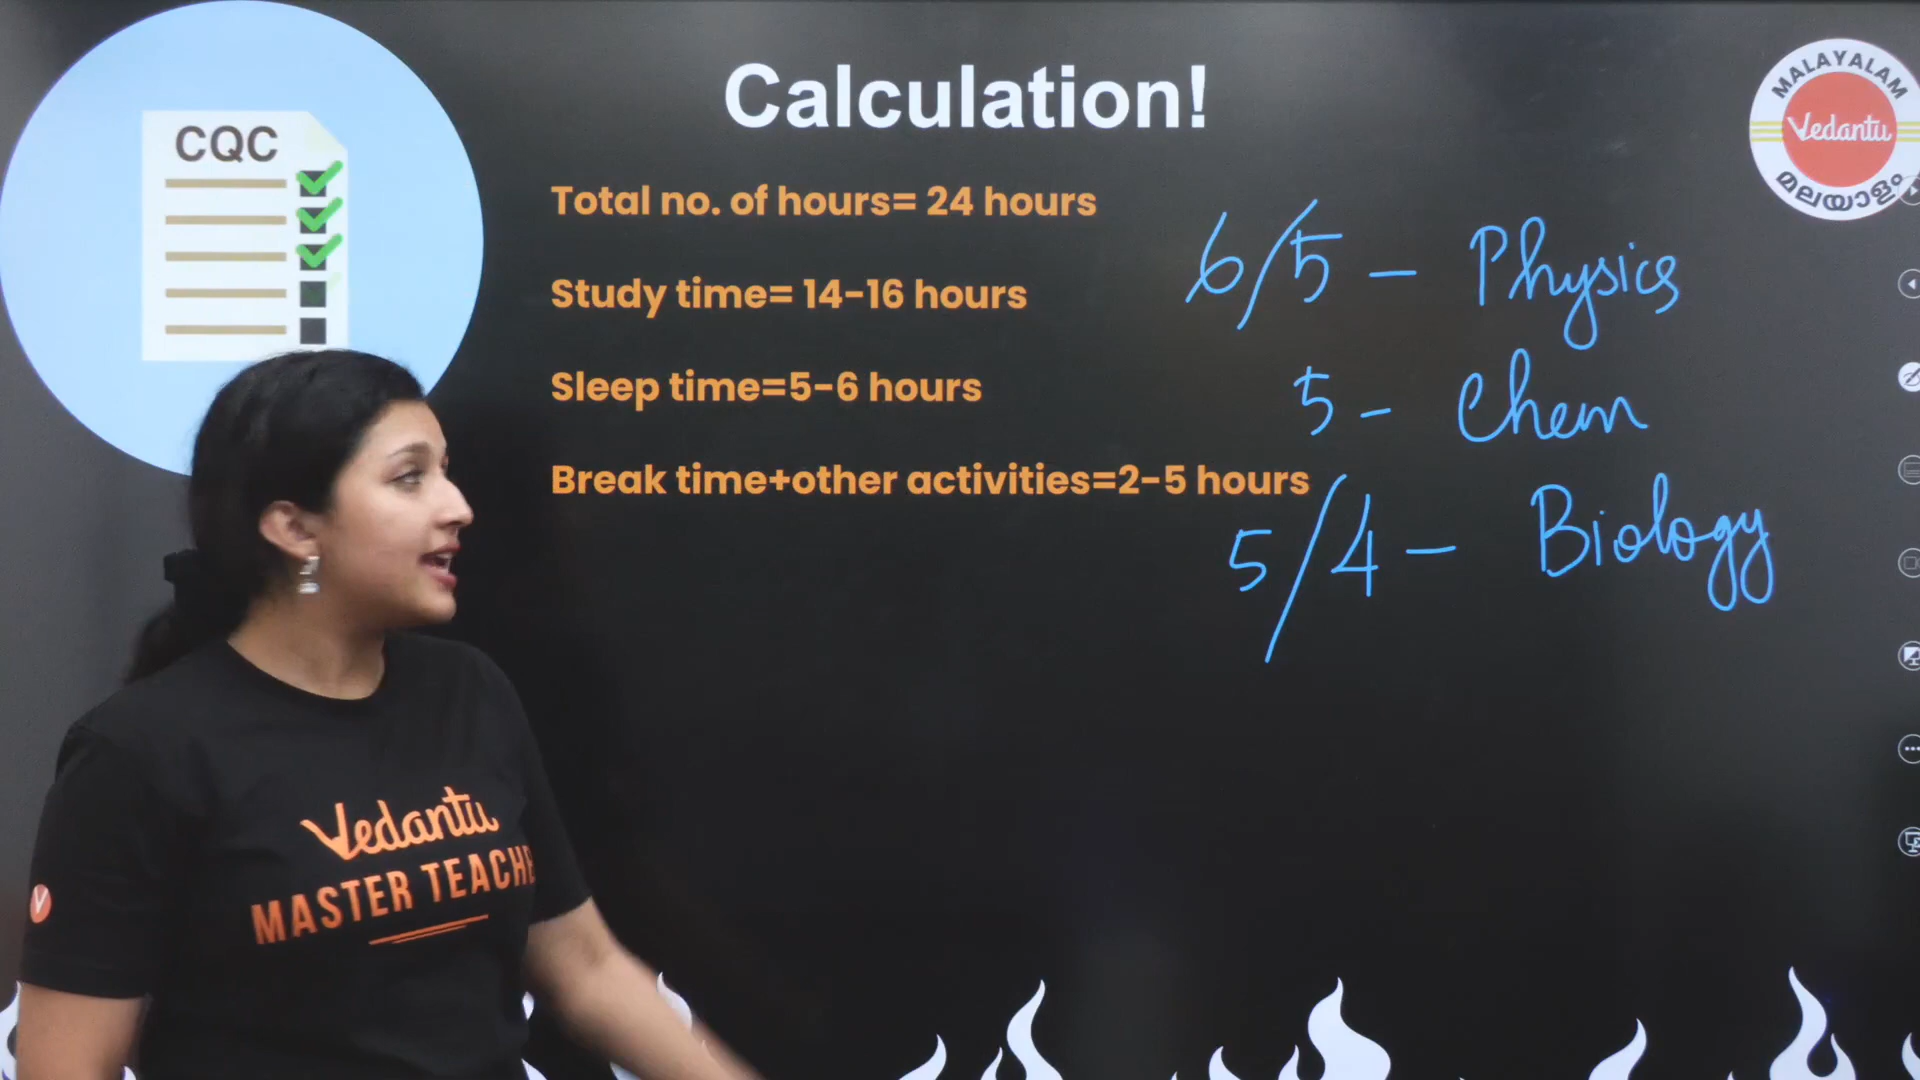 Calculation!
MALAYALAM
Vedantu
മലയാളം
CQC
Total no. of hours= 24 hours
6/5 - Physics
Study time= 14-16 hours
Sleep time=5-6 hours
5 - Chem
Break time+other activities=2-5 hours
5/4 - Biology
Vedantu
MASTER TEACHE
V